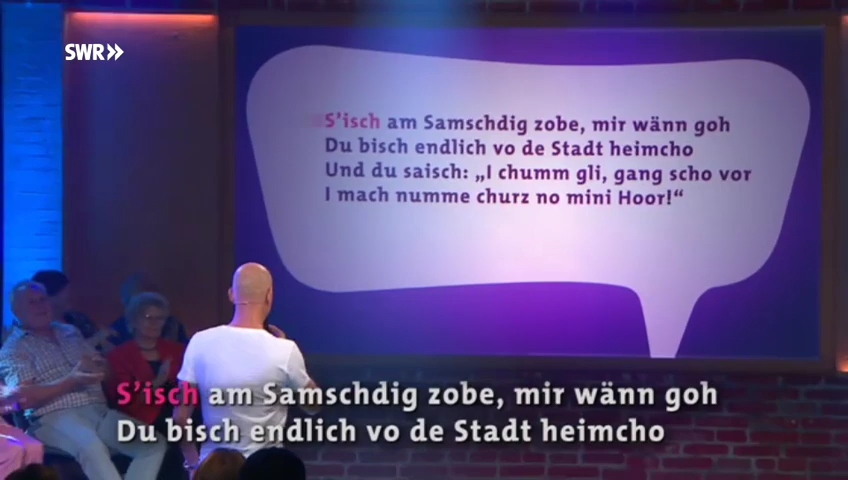 SWR»
S'isch am Samschdig zobe, mir wänn goh
Du bisch endlich vo de Stadt heimcho
Und du saisch: „I chumm gli, gang scho vor
I mach numme churz no mini Hoor!“
S'isch am Samschdig zobe, mir wänn goh
Du bisch endlich vo de Stadt heimcho